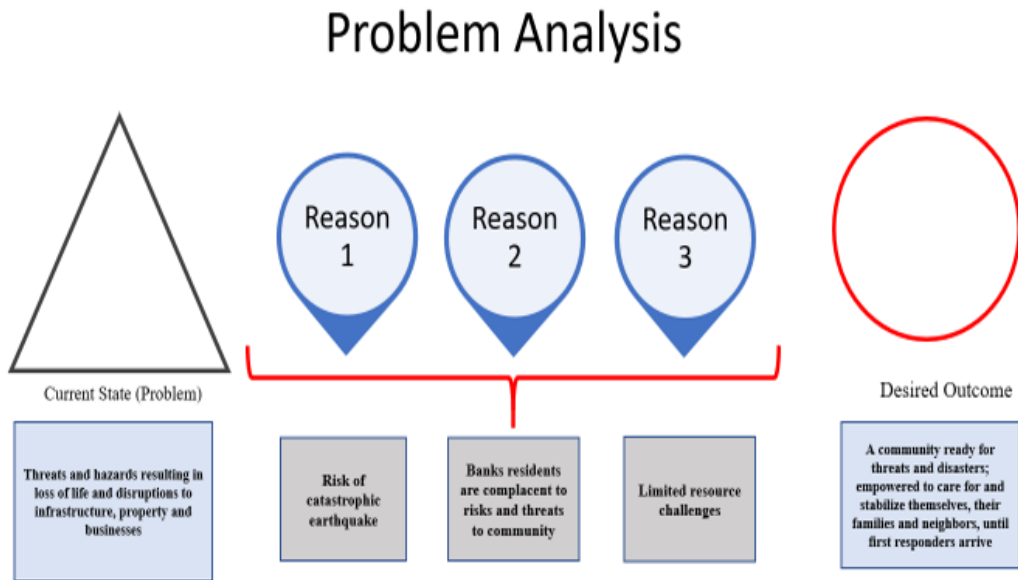 Problem Analysis
Reason
1
Reason
2
Reason
3
Current State (Problem)
Desired Outcome
Threats and hazards resulting in
loss of life and disruptions to
infrastructure, property and
businesses
Risk of
catastrophic
earthquake
Banks residents
are complacent to
risks and threats
to community
Limited resource
challenges
A community ready for
threats and disasters;
empowered to care for and
stabilize themselves, their
families and neighbors, until
first responders arrive